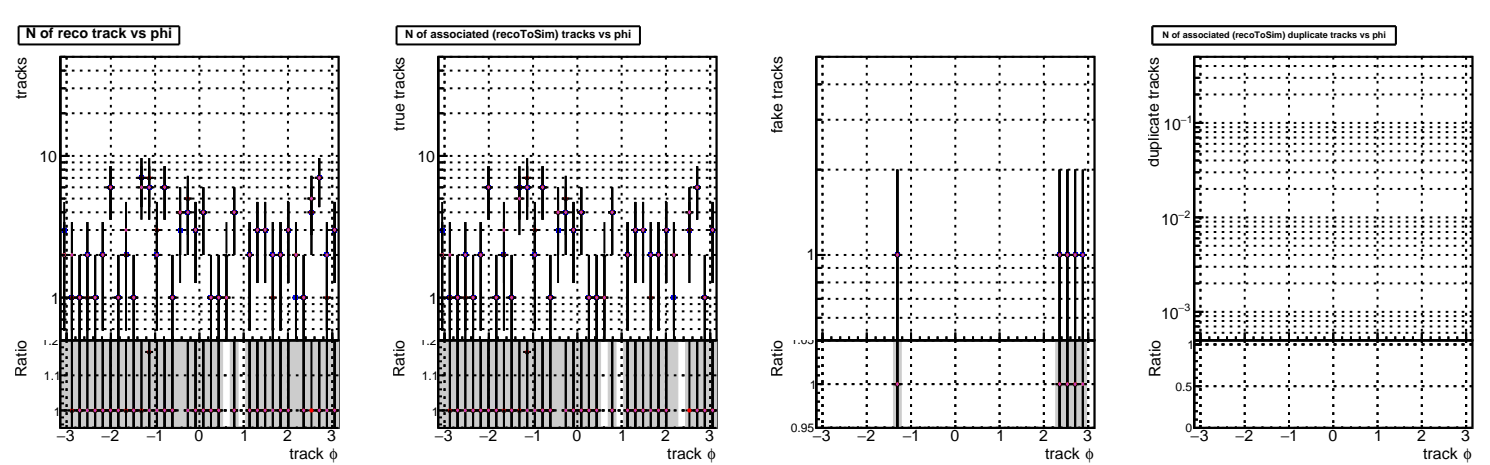 N of reco track vs phi
tracks
10
1
Ratio
1.2
1.1
1
−3 −2 −1 0 1 2 3
track ϕ
N of associated (recoToSim) tracks vs phi
true tracks
10
1
Ratio
1.2
1.1
1
−3 −2 −1 0 1 2 3
track ϕ
fake tracks
1
Ratio
1.05
1
0.95
−3 −2 −1 0 1 2 3
track ϕ
N of associated (recoToSim) duplicate tracks vs phi
duplicate tracks
10−1
10−2
10−3
Ratio
1
0.5
0
−3 −2 −1 0 1 2 3
track ϕ